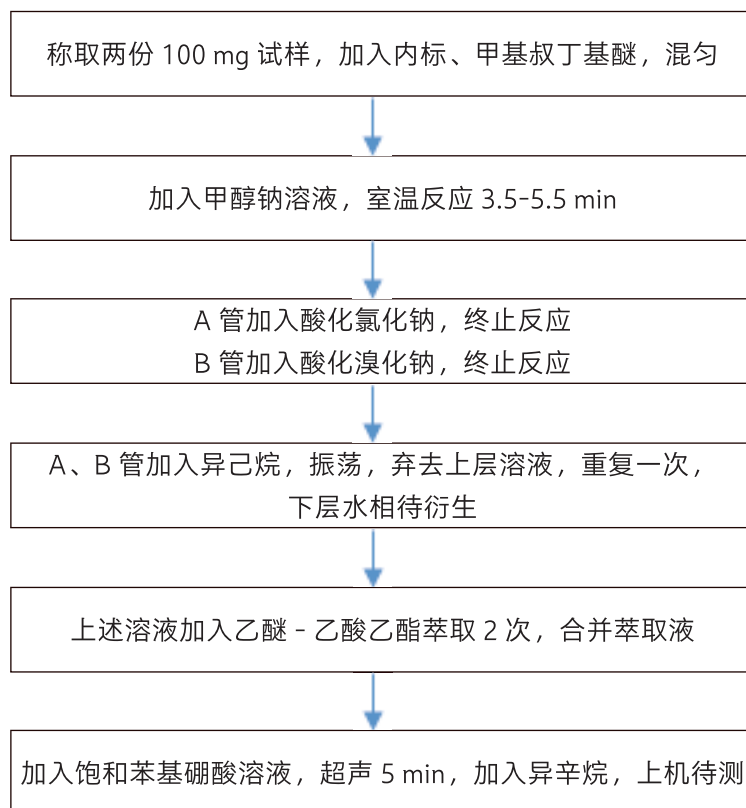 称取两份 100 mg 试样，加入内标、甲基叔丁基醚，混匀
加入甲醇钠溶液，室温反应 3.5-5.5 min
A 管加入酸化氯化钠，终止反应
B 管加入酸化溴化钠，终止反应
A、B 管加入异己烷，振荡，弃去上层溶液，重复一次，
下层水相待衍生
上述溶液加入乙醚 - 乙酸乙酯萃取 2 次，合并萃取液
加入饱和苯基硼酸溶液，超声 5 min，加入异辛烷，上机待测